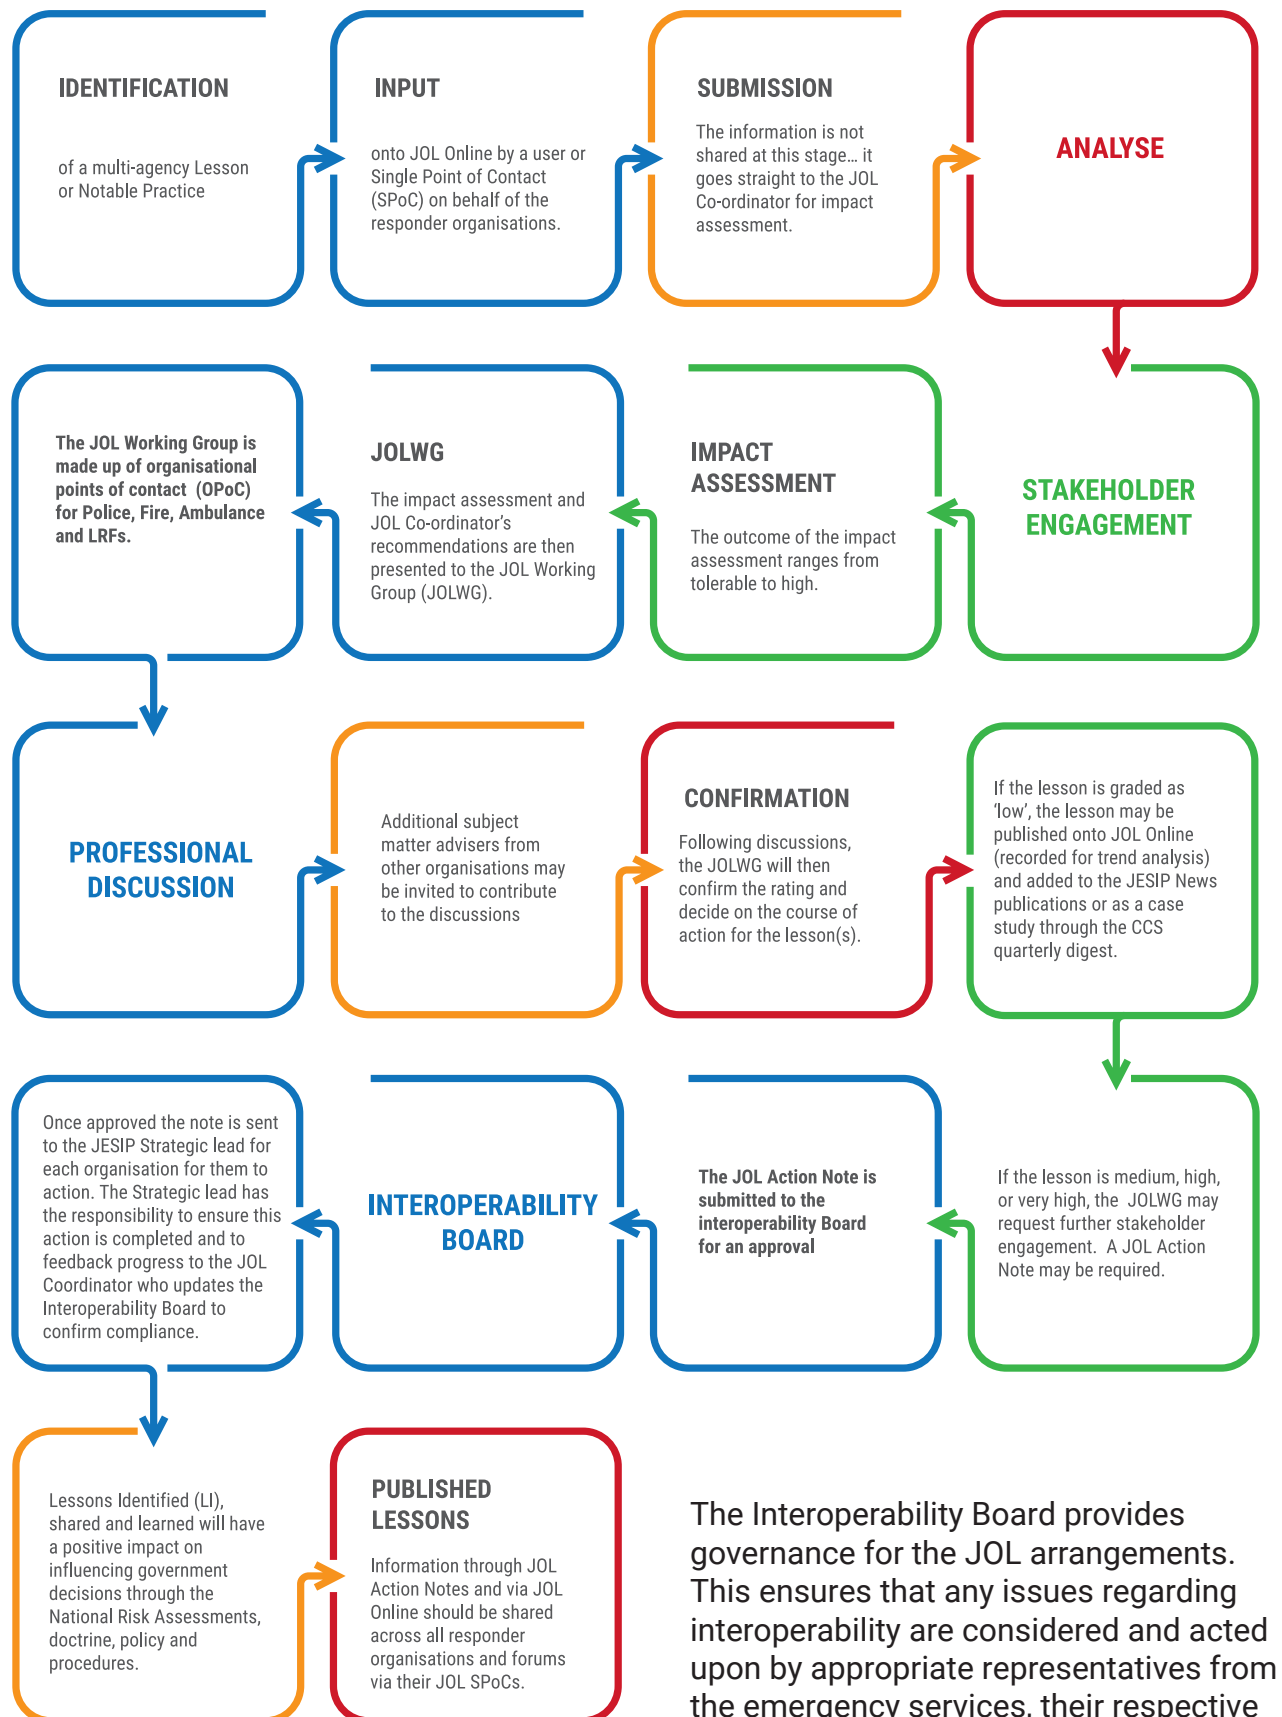 IDENTIFICATION
of a multi-agency Lesson
or Notable Practice
INPUT
onto JOL Online by a user or
Single Point of Contact
(SPoC) on behalf of the
responder organisations.
SUBMISSION
The information is not
shared at this stage... it
goes straight to the JOL
Co-ordinator for impact
assessment.
ANALYSE
STAKEHOLDER
ENGAGEMENT
IMPACT
ASSESSMENT
The outcome of the impact
assessment ranges from
tolerable to high.
JOLWG
The impact assessment and
JOL Co-ordinator's
recommendations are then
presented to the JOL Working
Group (JOLWG).
The JOL Working Group is
made up of organisational
points of contact (OPoC)
for Police, Fire, Ambulance
and LRFs.
PROFESSIONAL
DISCUSSION
Additional subject
matter advisers from
other organisations may
be invited to contribute
to the discussions
CONFIRMATION
Following discussions,
the JOLWG will then
confirm the rating and
decide on the course of
action for the lesson(s).
If the lesson is graded as
'low', the lesson may be
published onto JOL Online
(recorded for trend analysis)
and added to the JESIP News
publications or as a case
study through the CCS
quarterly digest.
If the lesson is medium, high,
or very high, the JOLWG may
request further stakeholder
engagement. A JOL Action
Note may be required.
The JOL Action Note is
submitted to the
interoperability Board
for an approval
INTEROPERABILITY
BOARD
Once approved the note is sent
to the JESIP Strategic lead for
each organisation for them to
action. The Strategic lead has
the responsibility to ensure this
action is completed and to
feedback progress to the JOL
Coordinator who updates the
Interoperability Board to
confirm compliance.
Lessons Identified (LI),
shared and learned will have
a positive impact on
influencing government
decisions through the
National Risk Assessments,
doctrine, policy and
procedures.
PUBLISHED
LESSONS
Information through JOL
Action Notes and via JOL
Online should be shared
across all responder
organisations and forums
via their JOL SPoCs.
The Interoperability Board provides
governance for the JOL arrangements.
This ensures that any issues regarding
interoperability are considered and acted
upon by appropriate representatives from
the emergency services, their respective